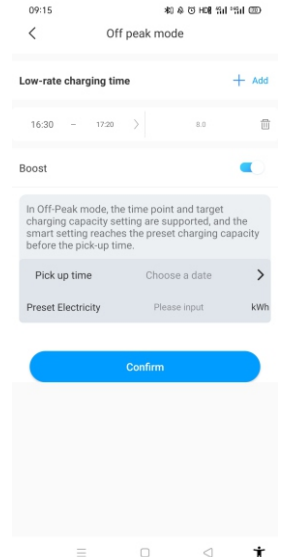 09:15
Off peak mode
Low-rate charging time + Add
16:30 – 17:20 8.0
Boost
In Off-Peak mode, the time point and target
charging capacity setting are supported, and the
smart setting reaches the preset charging capacity
before the pick-up time.
Pick up time Choose a date
Preset Electricity Please input kWh
Confirm